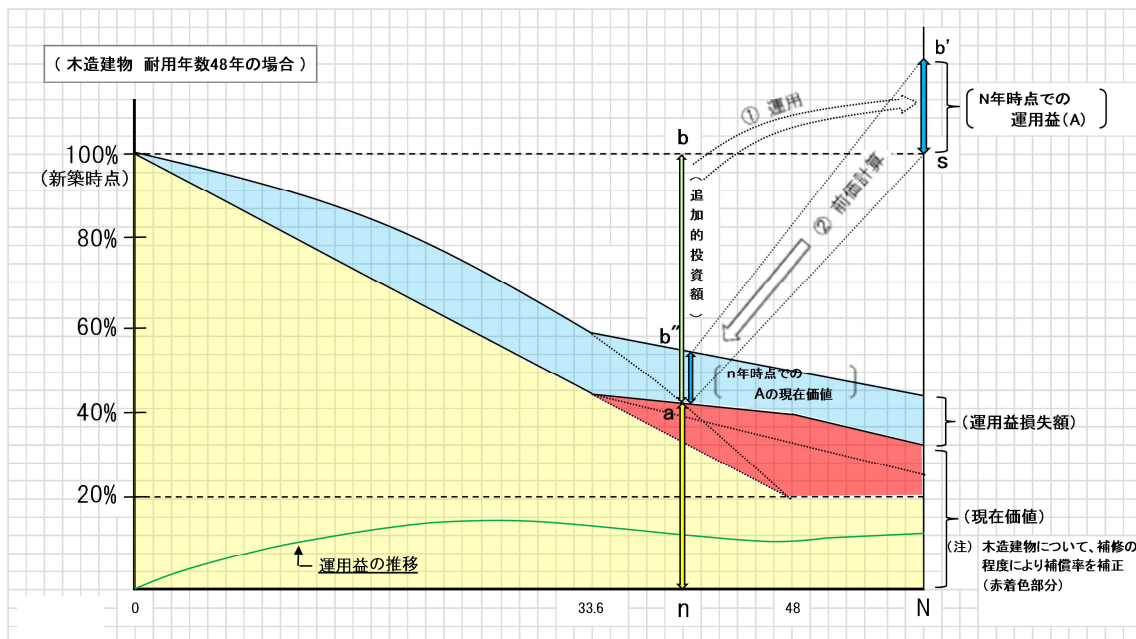 ( 木造建物 耐用年数48年の場合 )
b'
N年時点での
運用益(A)
① 運用
b
100%
(新築時点)
s
(追加的投資額)
② 前価計算
80%
60%
b″
n年時点での
Aの現在価値
40%
a
(運用益損失額)
20%
(現在価値)
(注) 木造建物について、補修の
程度により補償率を補正
(赤着色部分)
運用益の推移
0
33.6
n
48
N